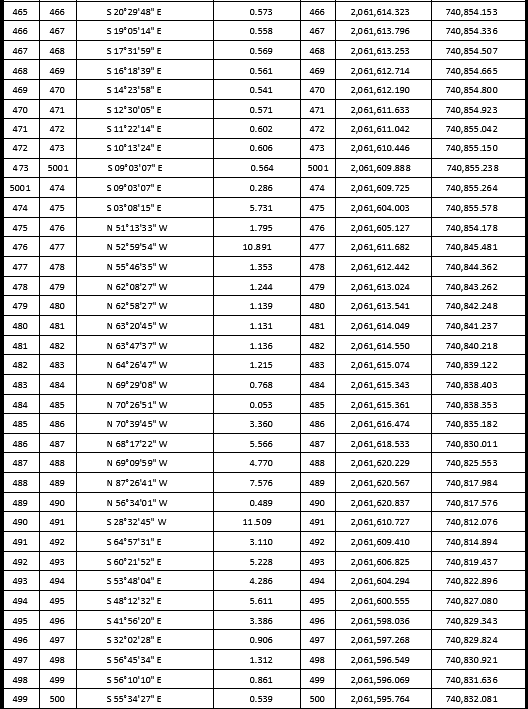 465 466 S 20°29'48" E 0.573 466 2,061,614.323 740,854.153
466 467 S 19°05'14" E 0.558 467 2,061,613.796 740,854.336
467 468 S 17°31'59" E 0.569 468 2,061,613.253 740,854.507
468 469 S 16°18'39" E 0.561 469 2,061,612.714 740,854.665
469 470 S 14°23'58" E 0.541 470 2,061,612.190 740,854.800
470 471 S 12°30'05" E 0.571 471 2,061,611.633 740,854.923
471 472 S 11°22'14" E 0.602 472 2,061,611.042 740,855.042
472 473 S 10°13'24" E 0.606 473 2,061,610.446 740,855.150
473 5001 S 09°03'07" E 0.564 5001 2,061,609.888 740,855.238
5001 474 S 09°03'07" E 0.286 474 2,061,609.725 740,855.264
474 475 S 03°08'15" E 5.731 475 2,061,604.003 740,855.578
475 476 N 51°13'33" W 1.795 476 2,061,605.127 740,854.178
476 477 N 52°59'54" W 10.891 477 2,061,611.682 740,845.481
477 478 N 55°46'35" W 1.353 478 2,061,612.442 740,844.362
478 479 N 62°08'27" W 1.244 479 2,061,613.024 740,843.262
479 480 N 62°58'27" W 1.139 480 2,061,613.541 740,842.248
480 481 N 63°20'45" W 1.131 481 2,061,614.049 740,841.237
481 482 N 63°47'37" W 1.136 482 2,061,614.550 740,840.218
482 483 N 64°26'47" W 1.215 483 2,061,615.074 740,839.122
483 484 N 69°29'08" W 0.768 484 2,061,615.343 740,838.403
484 485 N 70°26'51" W 0.053 485 2,061,615.361 740,838.353
485 486 N 70°39'45" W 3.360 486 2,061,616.474 740,835.182
486 487 N 68°17'22" W 5.566 487 2,061,618.533 740,830.011
487 488 N 69°09'59" W 4.770 488 2,061,620.229 740,825.553
488 489 N 87°26'41" W 7.576 489 2,061,620.567 740,817.984
489 490 N 56°34'01" W 0.489 490 2,061,620.837 740,817.576
490 491 S 28°32'45" W 11.509 491 2,061,610.727 740,812.076
491 492 S 64°57'31" E 3.110 492 2,061,609.410 740,814.894
492 493 S 60°21'52" E 5.228 493 2,061,606.825 740,819.437
493 494 S 53°48'04" E 4.286 494 2,061,604.294 740,822.896
494 495 S 48°12'32" E 5.611 495 2,061,600.555 740,827.080
495 496 S 41°56'20" E 3.386 496 2,061,598.036 740,829.343
496 497 S 32°02'28" E 0.906 497 2,061,597.268 740,829.824
497 498 S 56°45'34" E 1.312 498 2,061,596.549 740,830.921
498 499 S 56°10'10" E 0.861 499 2,061,596.069 740,831.636
499 500 S 55°34'27" E 0.539 500 2,061,595.764 740,832.081